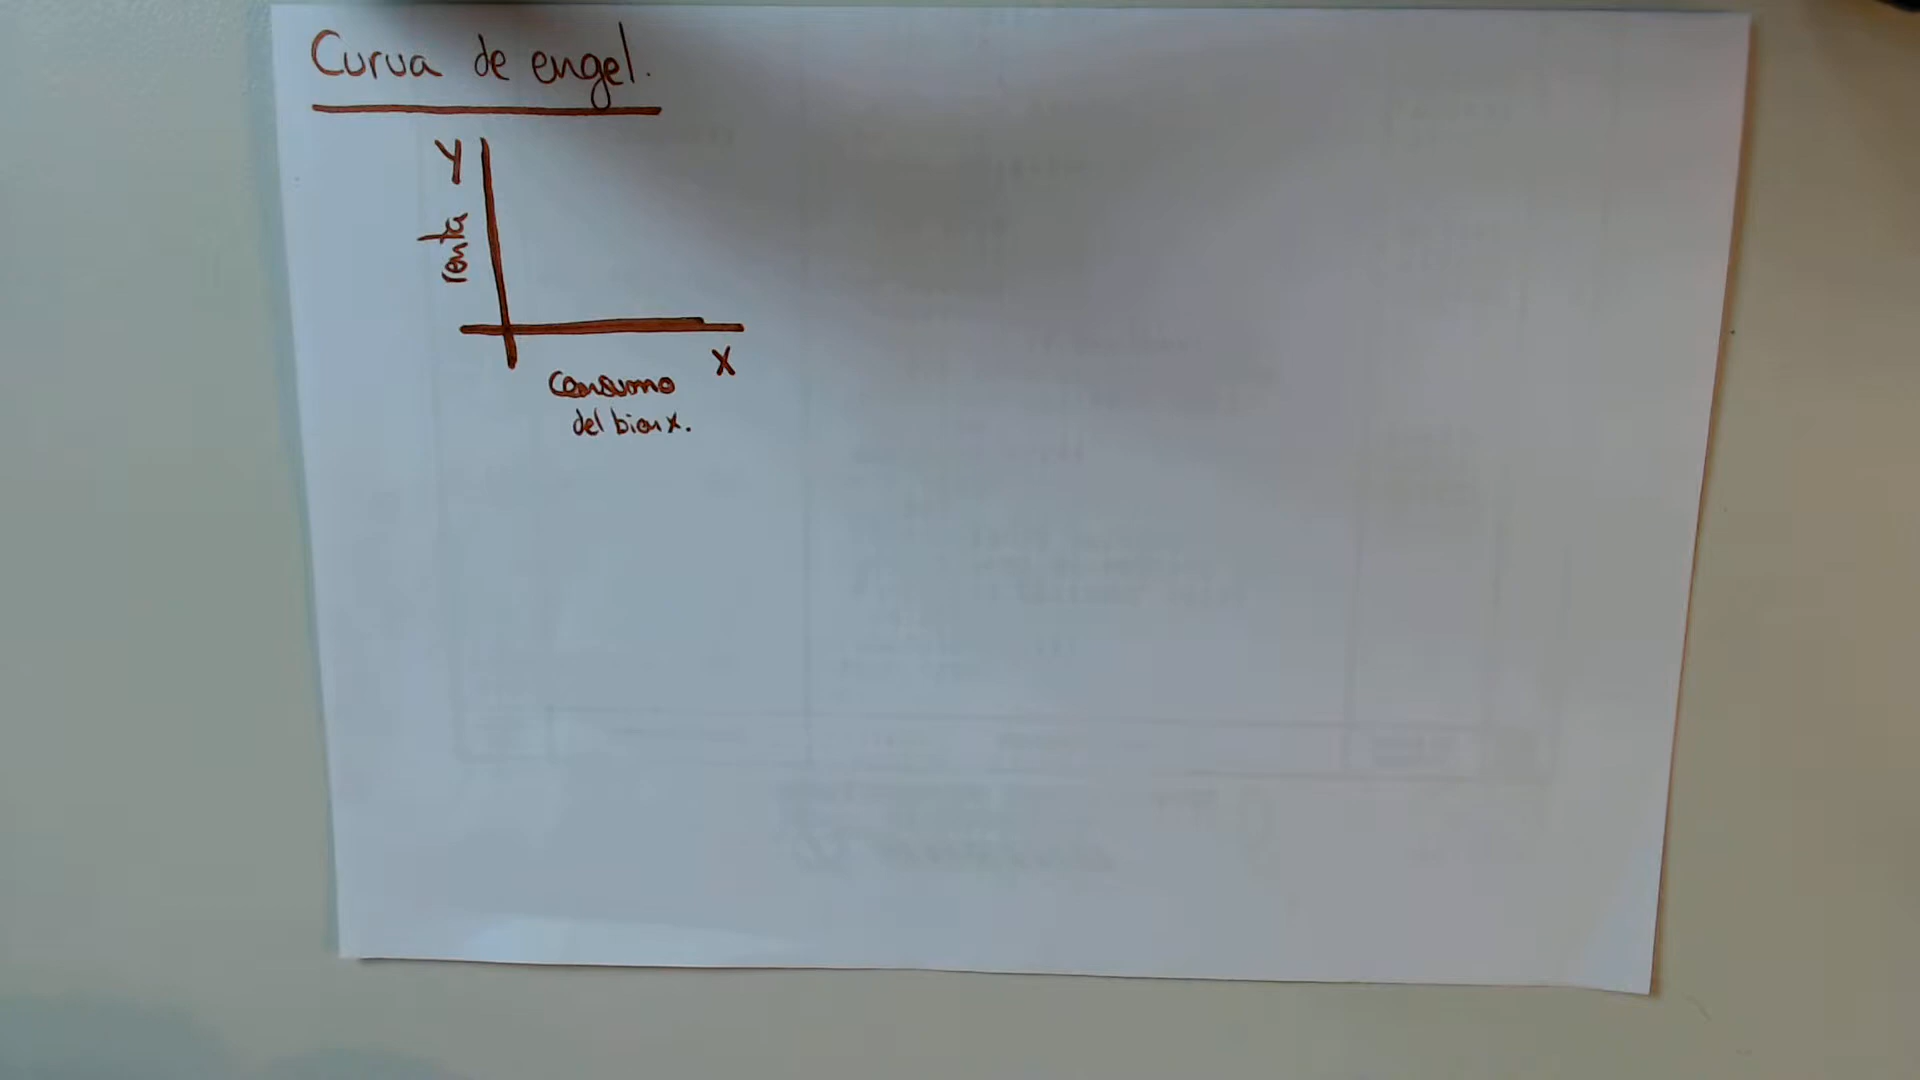 Curva de engel.
Y
renta
X
Consumo
del bien x.